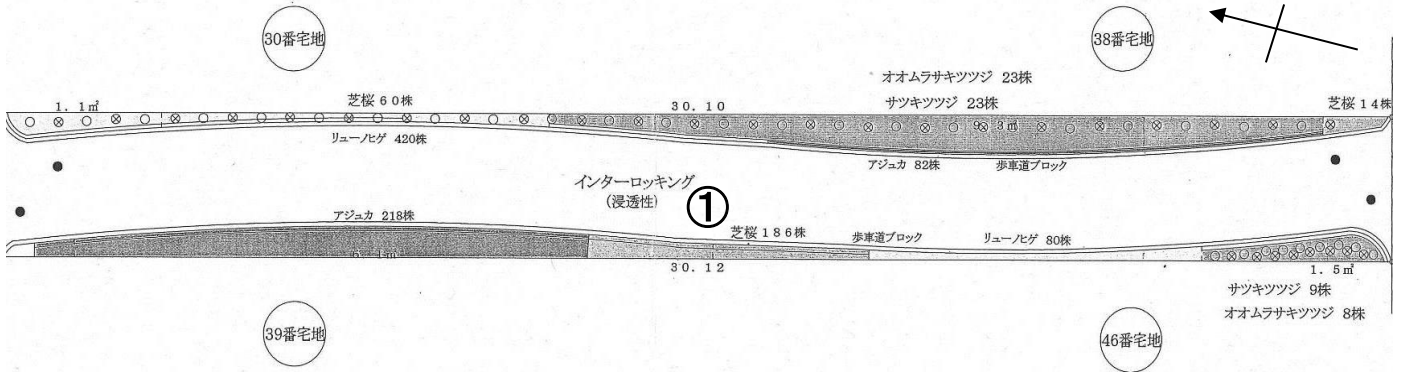 30番宅地
38番宅地
オオムラサキツツジ 23株
1. 1㎡
芝桜 60株
30.10
サツキツツジ 23株
芝桜 14株
9. 3㎡
リューノヒゲ 420株
アジュカ 82株
歩車道ブロック
インターロッキング
(浸透性)
①
アジュカ 218株
芝桜 186株
歩車道ブロック
リューノヒゲ 80株
30.12
1. 5㎡
サツキツツジ 9株
オオムラサキツツジ 8株
39番宅地
46番宅地